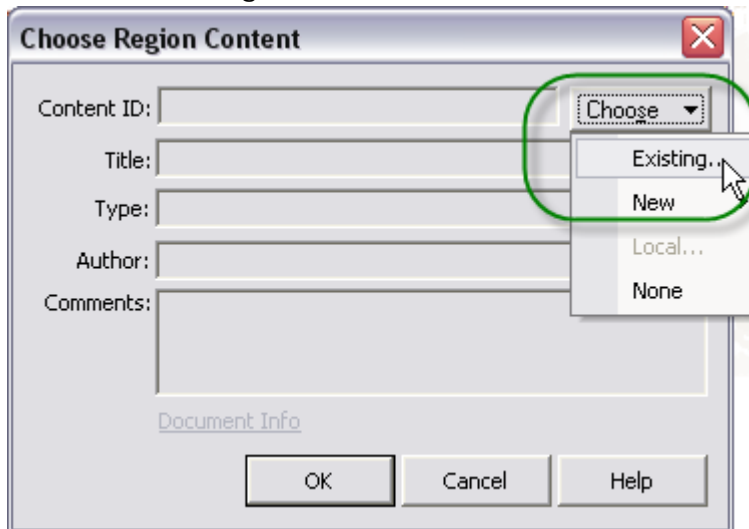 Choose Region Content
Content ID: Choose
Title: Existing..
Type: New
Author: Local...
Comments: None
Document Info
OK Cancel Help